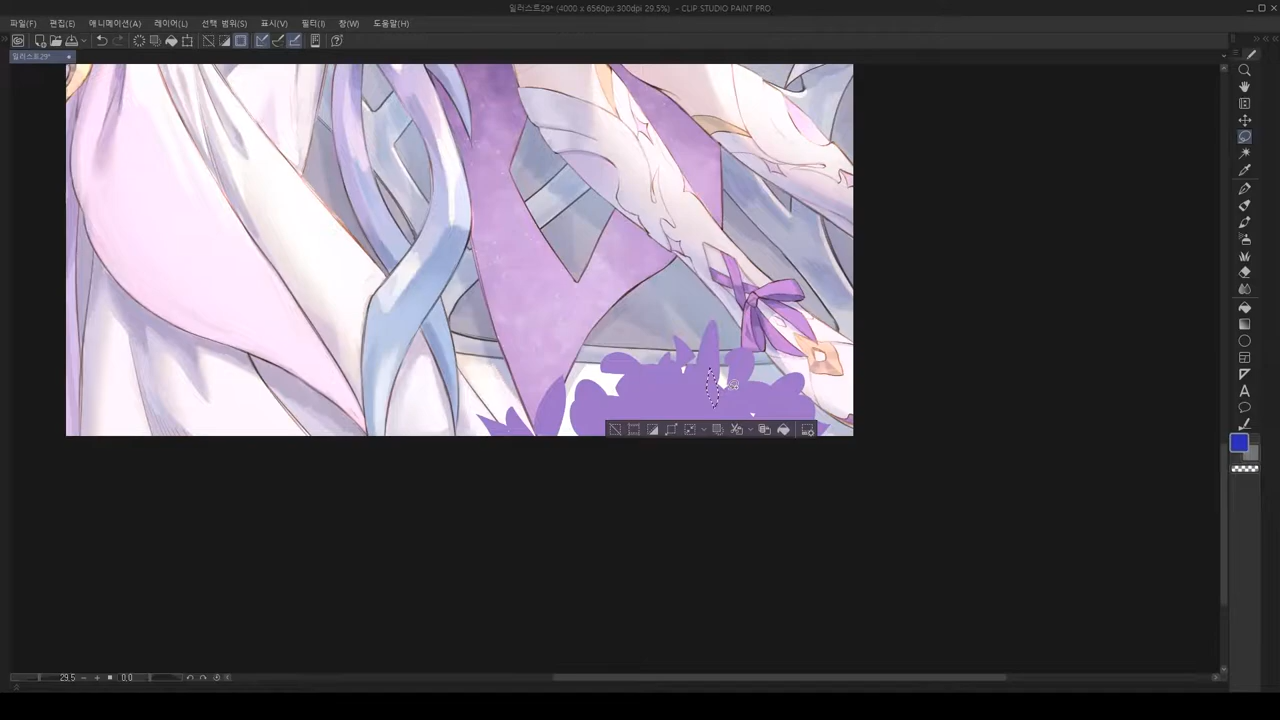 일러스트29* (4000 x 6560px 300dpi 29.5%) - CLIP STUDIO PAINT PRO
파일(F) 편집(E) 애니메이션(A) 레이어(L) 선택 범위(S) 표시(V) 필터(I) 창(W) 도움말(H)
일러스트29*
29.5 0.0